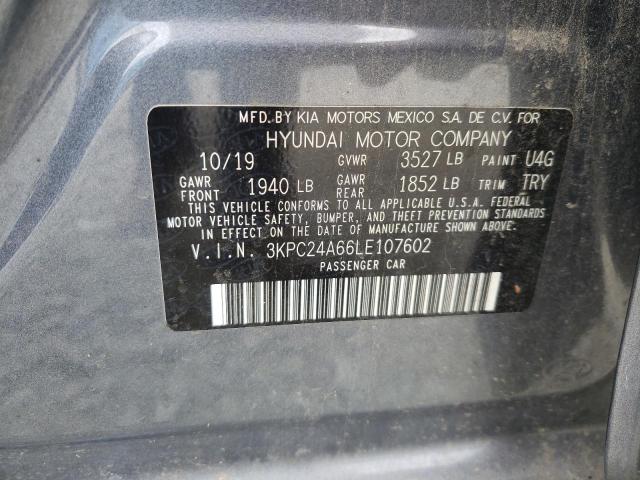 MFD. BY KIA MOTORS MEXICO S.A. DE C.V. FOR
HYUNDAI MOTOR COMPANY
10/19 GVWR 3527 LB PAINT U4G
GAWR FRONT 1940 LB GAWR REAR 1852 LB TRIM TRY
THIS VEHICLE CONFORMS TO ALL APPLICABLE U.S.A. FEDERAL
MOTOR VEHICLE SAFETY, BUMPER, AND THEFT PREVENTION STANDARDS
IN EFFECT ON THE DATE OF MANUFACTURE SHOWN ABOVE.
V.I.N. 3KPC24A66LE107602
PASSENGER CAR